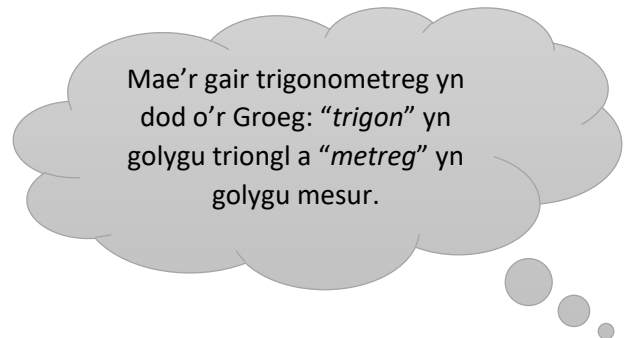 Mae’r gair trigonometreg yn
dod o’r Groeg: “trigon” yn
golygu triongl a “metreg” yn
golygu mesur.